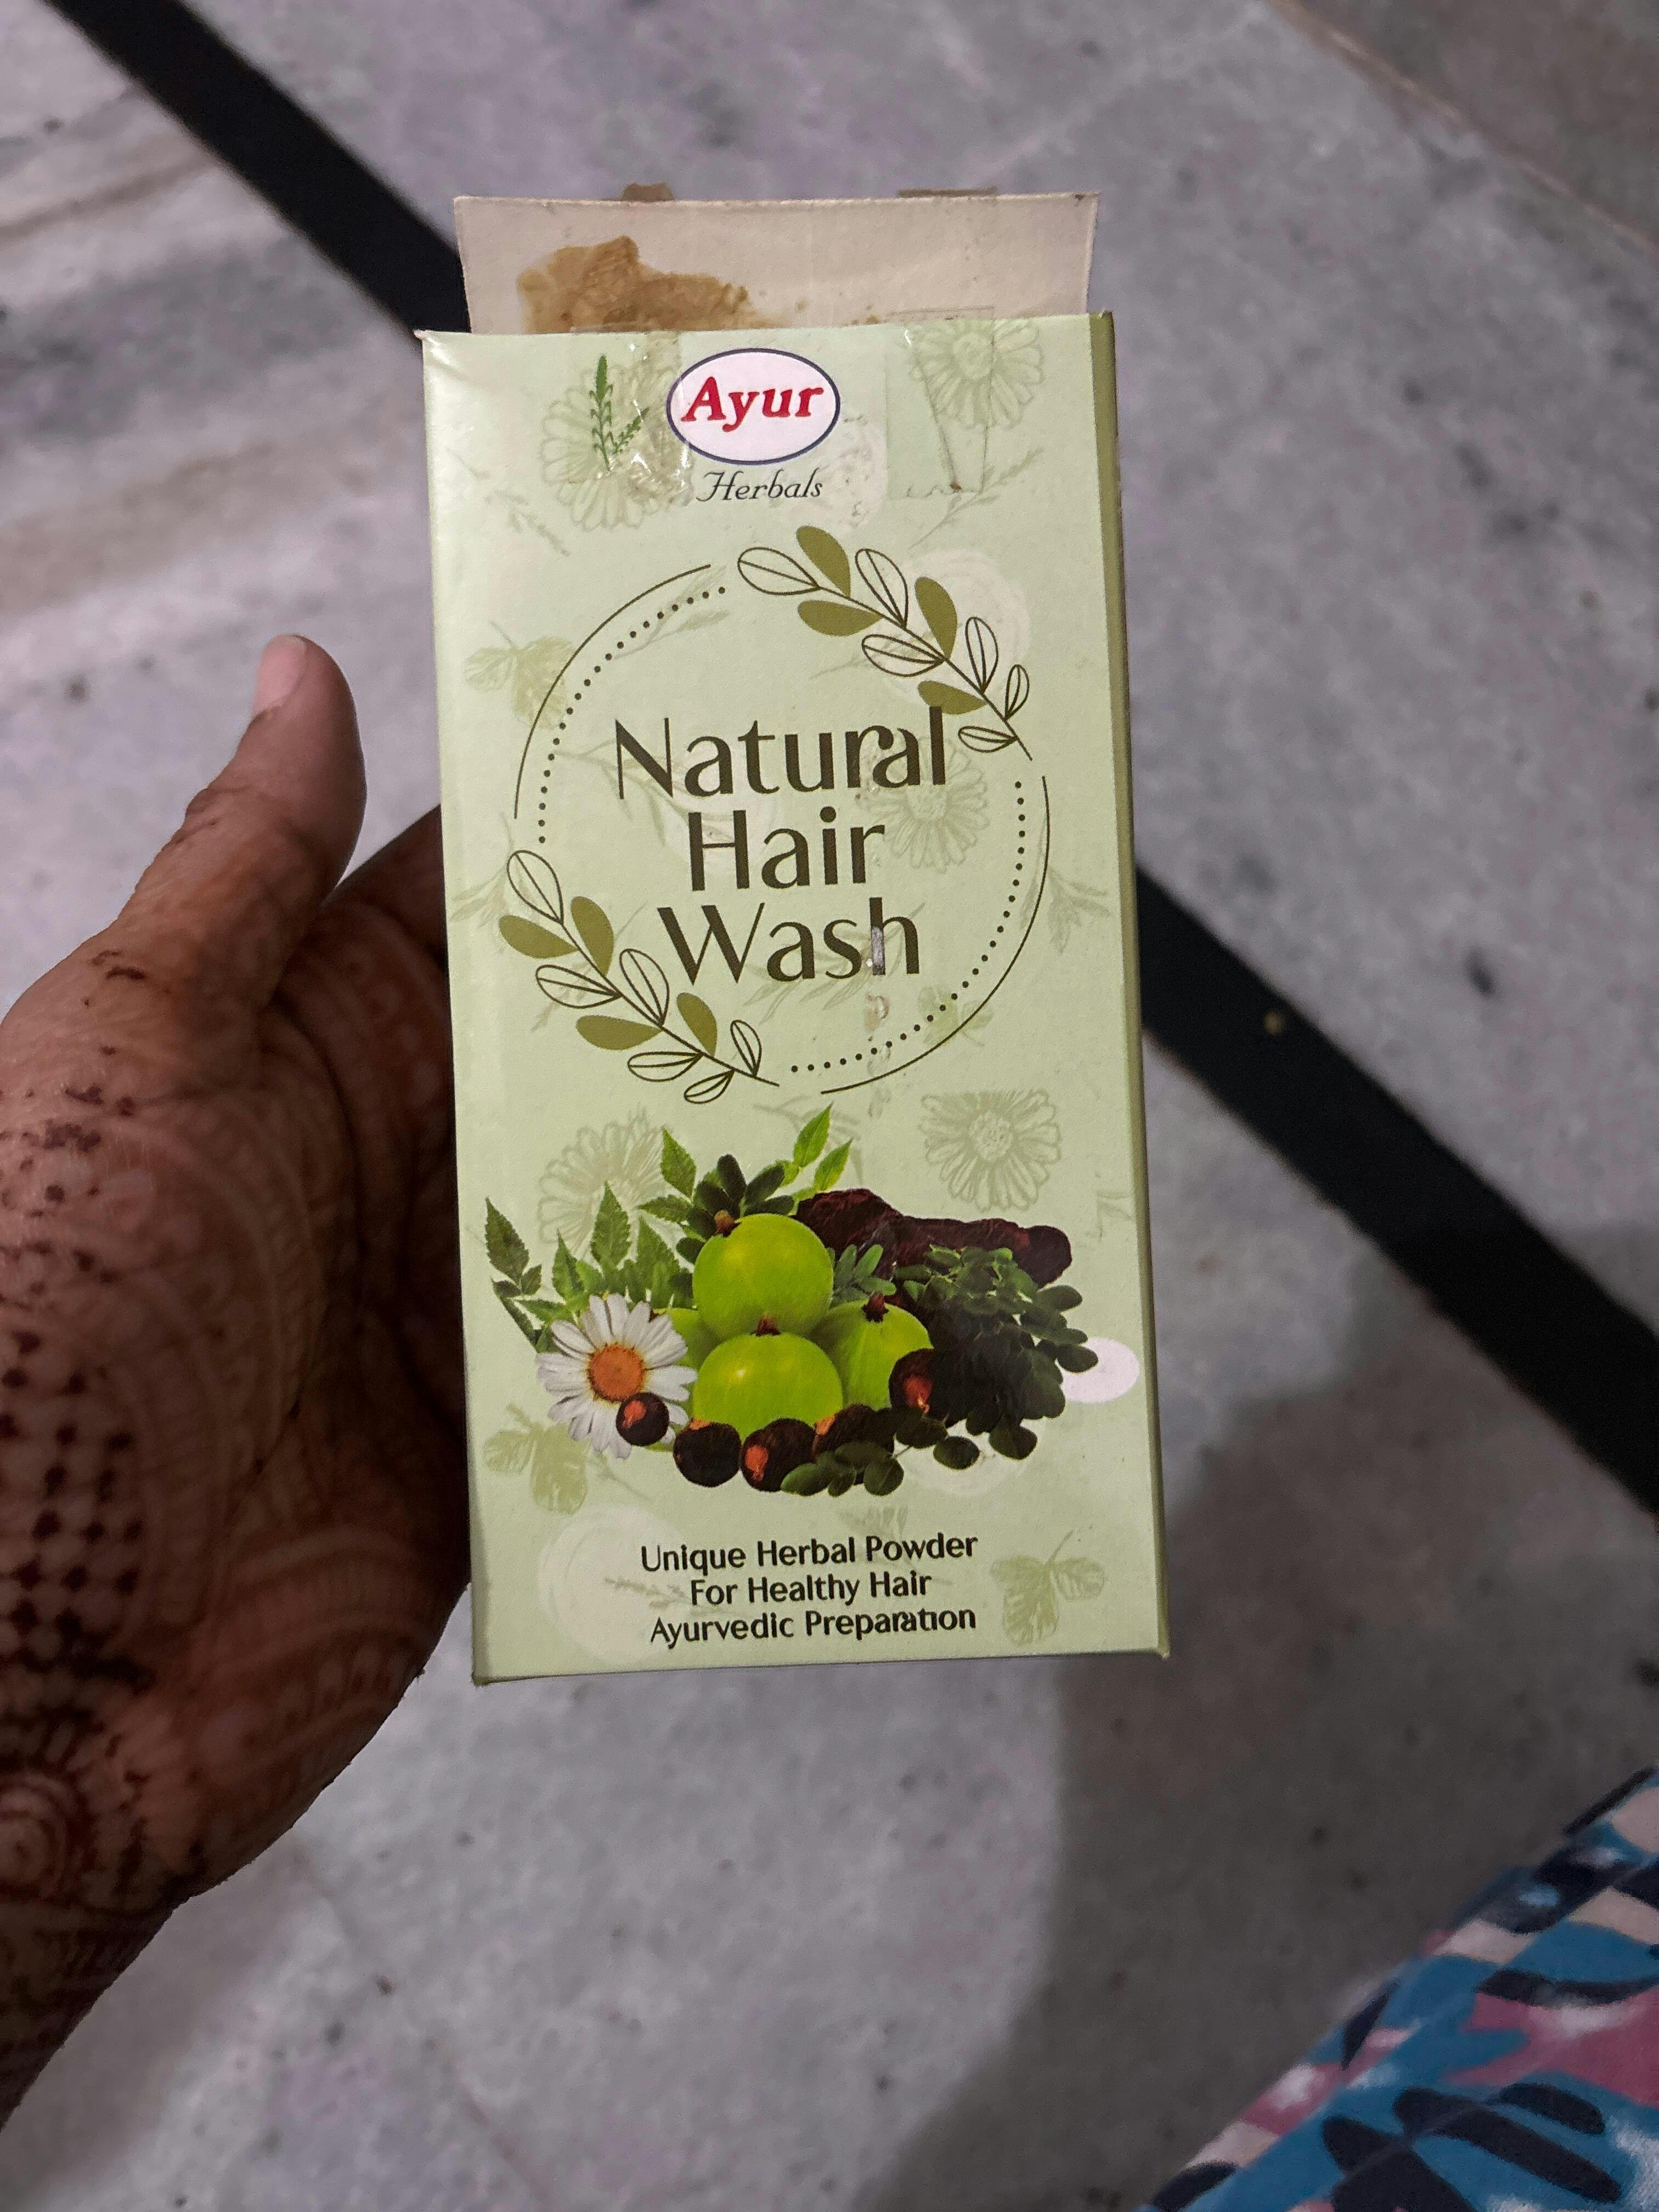 Ayur
Herbals
Natural
Hair
Wash
Unique Herbal Powder
For Healthy Hair
Ayurvedic Preparation